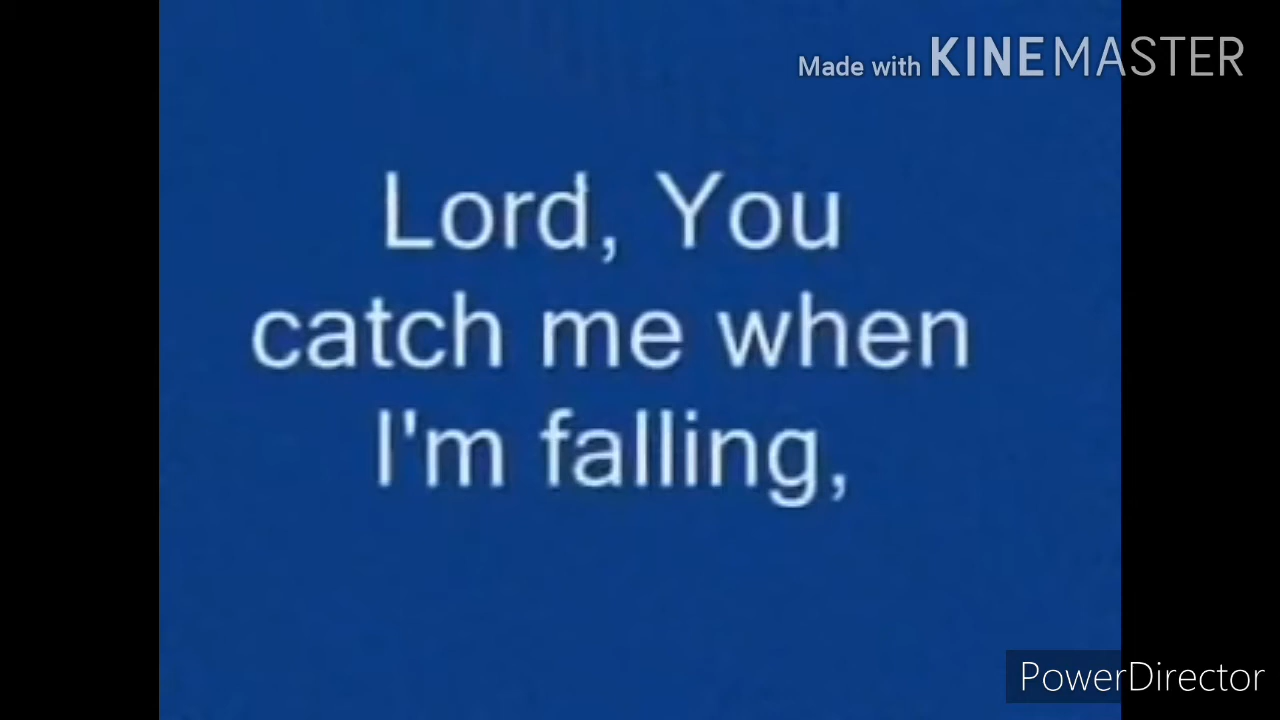 Made with KINEMASTER
Lord, You
catch me when
I'm falling,
PowerDirector